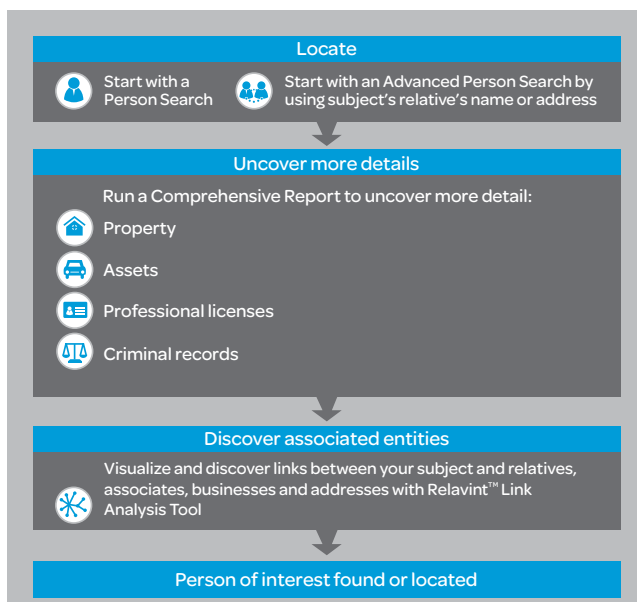 Locate
Start with a
Person Search
Start with an Advanced Person Search by
using subject's relative's name or address
Uncover more details
Run a Comprehensive Report to uncover more detail:
Property
Assets
Professional licenses
Criminal records
Discover associated entities
Visualize and discover links between your subject and relatives,
associates, businesses and addresses with Relavint™ Link
Analysis Tool
Person of interest found or located